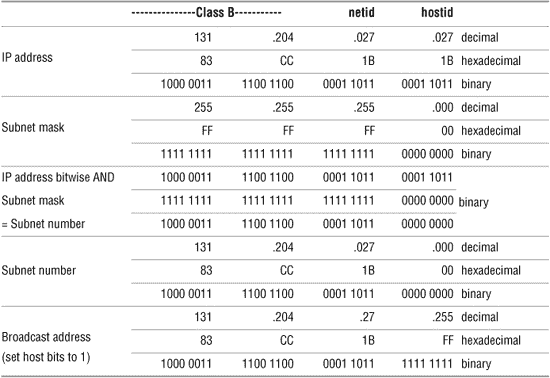 ---------------Class B----------- netid hostid
131 .204 .027 .027 decimal
IP address 83 CC 1B 1B hexadecimal
1000 0011 1100 1100 0001 1011 0001 1011 binary
255 .255 .255 .000 decimal
Subnet mask FF FF FF 00 hexadecimal
1111 1111 1111 1111 1111 1111 0000 0000 binary
IP address bitwise AND 1000 0011 1100 1100 0001 1011 0001 1011
Subnet mask 1111 1111 1111 1111 1111 1111 0000 0000 binary
= Subnet number 1000 0011 1100 1100 0001 1011 0000 0000
131 .204 .027 .000 decimal
Subnet number 83 CC 1B 00 hexadecimal
1000 0011 1100 1100 0001 1011 0000 0000 binary
131 .204 .27 .255 decimal
Broadcast address 83 CC 1B FF hexadecimal
(set host bits to 1) 1000 0011 1100 1100 0001 1011 1111 1111 binary